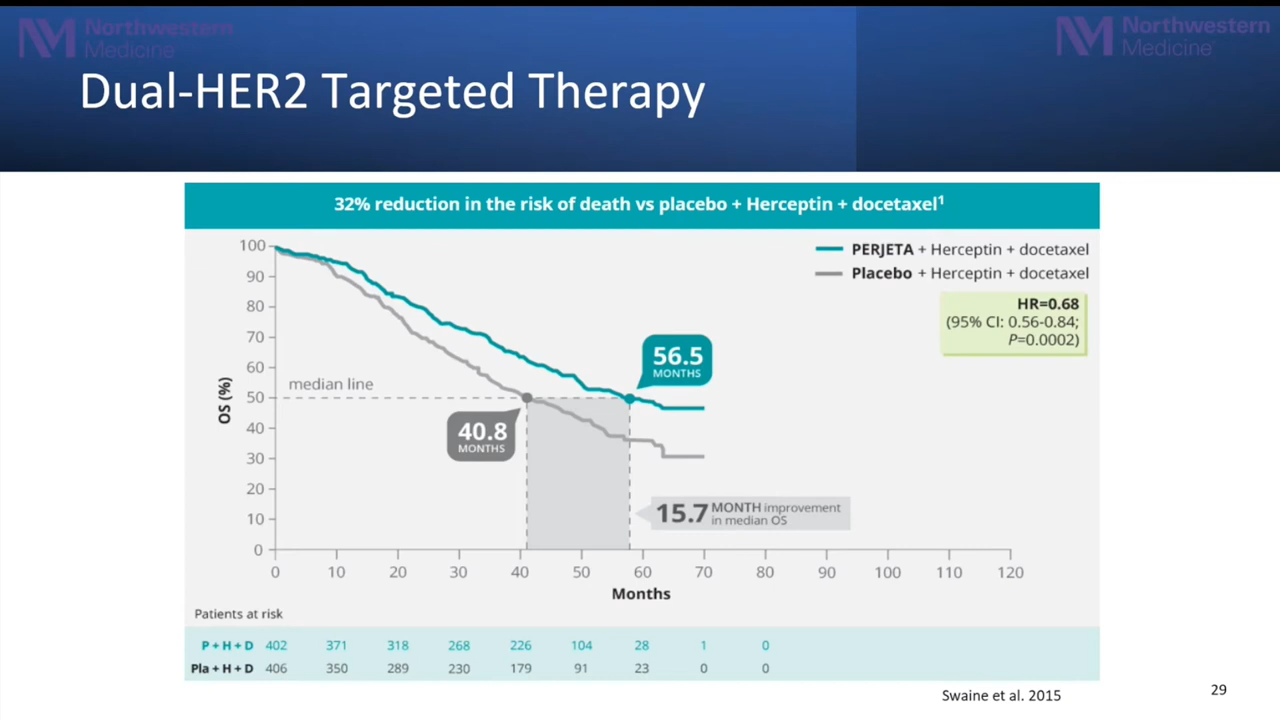 Northwestern
Medicine
Northwestern
Medicine
Dual-HER2 Targeted Therapy
32% reduction in the risk of death vs placebo + Herceptin + docetaxel¹
PERJETA + Herceptin + docetaxel
Placebo + Herceptin + docetaxel
HR=0.68
(95% CI: 0.56-0.84;
P=0.0002)
OS (%)
100
90
80
70
60
50
40
30
20
10
0
median line
56.5
MONTHS
40.8
MONTHS
15.7 MONTH improvement
in median OS
0 10 20 30 40 50 60 70 80 90 100 110 120
Months
Patients at risk
P + H + D 402 371 318 268 226 104 28 1 0
Pla + H + D 406 350 289 230 179 91 23 0 0
Swaine et al. 2015
29